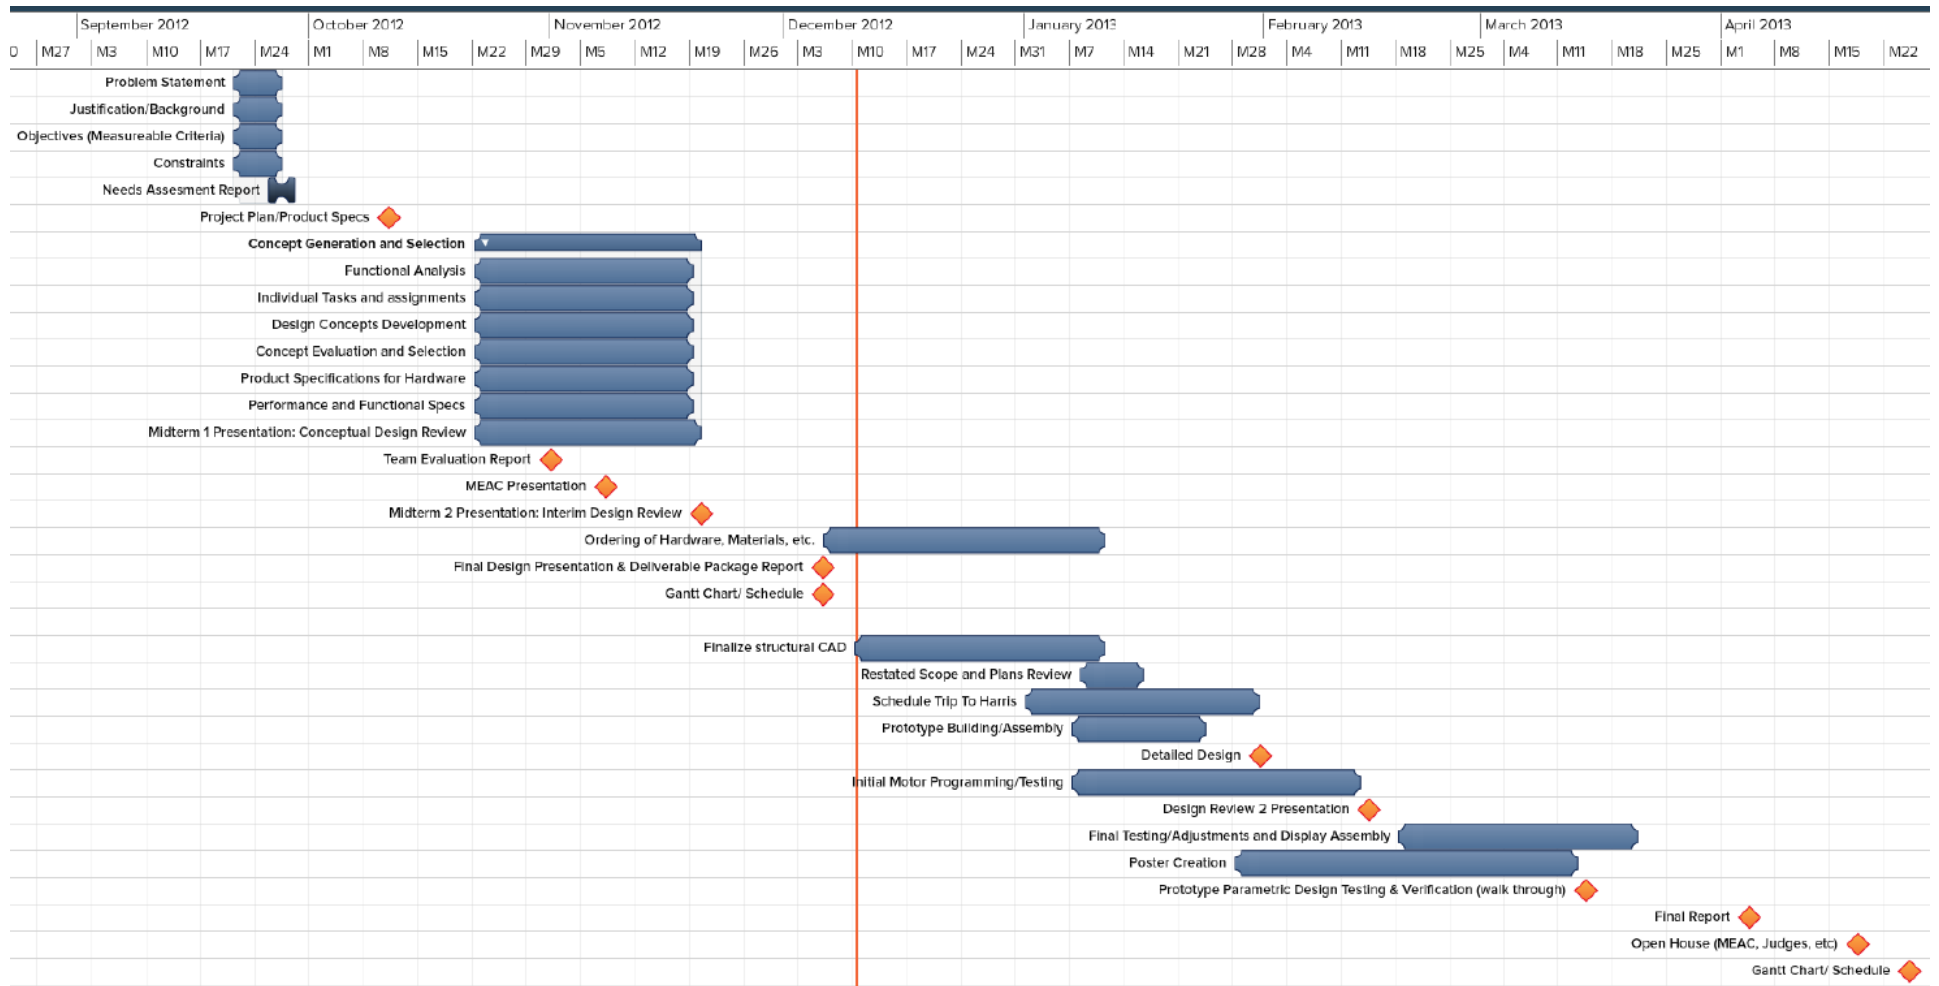 September 2012 October 2012 November 2012 December 2012 January 2013 February 2013 March 2013 April 2013
0 M27 M3 M10 M17 M24 M1 M8 M15 M22 M29 M5 M12 M19 M26 M3 M10 M17 M24 M31 M7 M14 M21 M28 M4 M11 M18 M25 M4 M11 M18 M25 M1 M8 M15 M22
Problem Statement
Justification/Background
Objectives (Measureable Criteria)
Constraints
Needs Assesment Report
Project Plan/Product Specs
Concept Generation and Selection
Functional Analysis
Individual Tasks and assignments
Design Concepts Development
Concept Evaluation and Selection
Product Specifications for Hardware
Performance and Functional Specs
Midterm 1 Presentation: Conceptual Design Review
Team Evaluation Report
MEAC Presentation
Midterm 2 Presentation: Interim Design Review
Ordering of Hardware, Materials, etc.
Final Design Presentation & Deliverable Package Report
Gantt Chart/ Schedule
Finalize structural CAD
Restated Scope and Plans Review
Schedule Trip To Harris
Prototype Building/Assembly
Detailed Design
Initial Motor Programming/Testing
Design Review 2 Presentation
Final Testing/Adjustments and Display Assembly
Poster Creation
Prototype Parametric Design Testing & Verification (walk through)
Final Report
Open House (MEAC, Judges, etc)
Gantt Chart/ Schedule